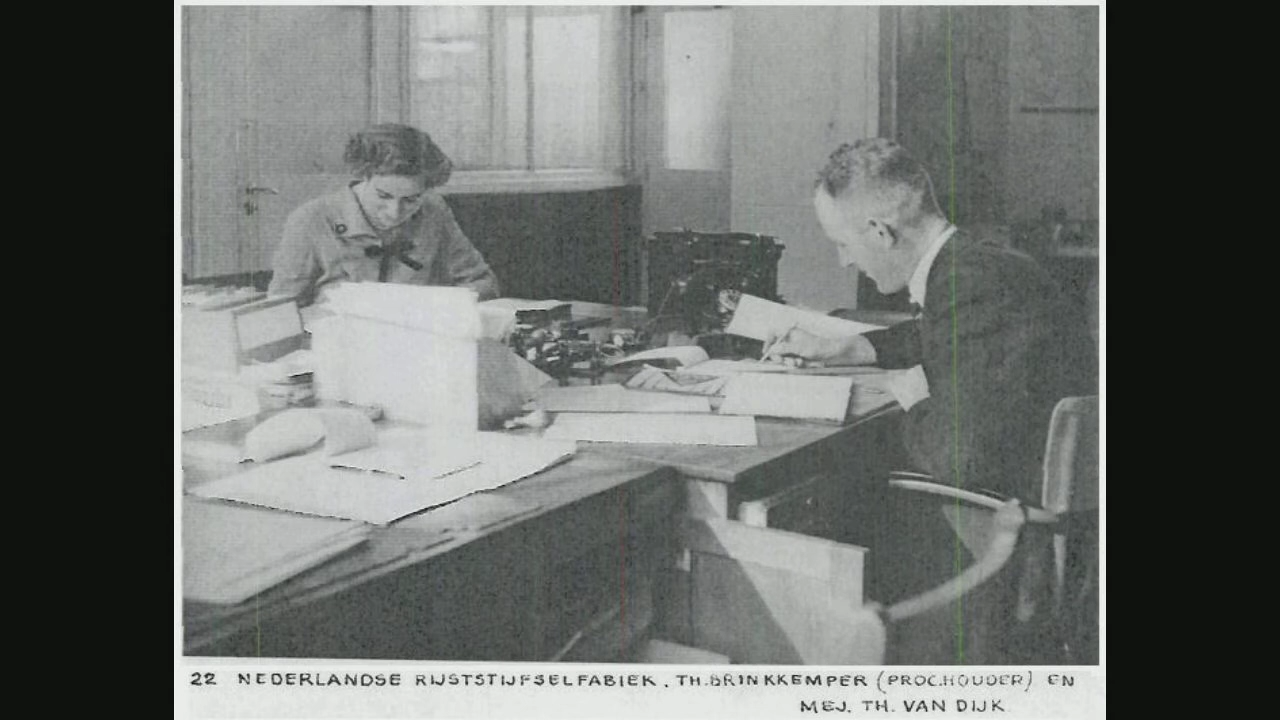 22 NEDERLANDSE RIJSTSTIJFSELFABIEK. TH. BRINKKEMPER (PROC.HOUDER) EN
MEJ. TH. VAN DIJK